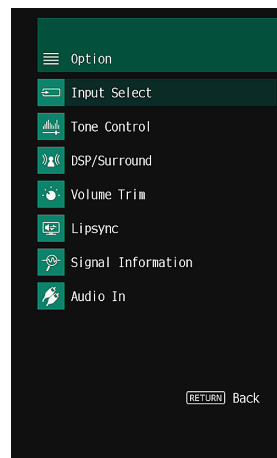 Option
Input Select
Tone Control
DSP/Surround
Volume Trim
Lipsync
Signal Information
Audio In
RETURN Back